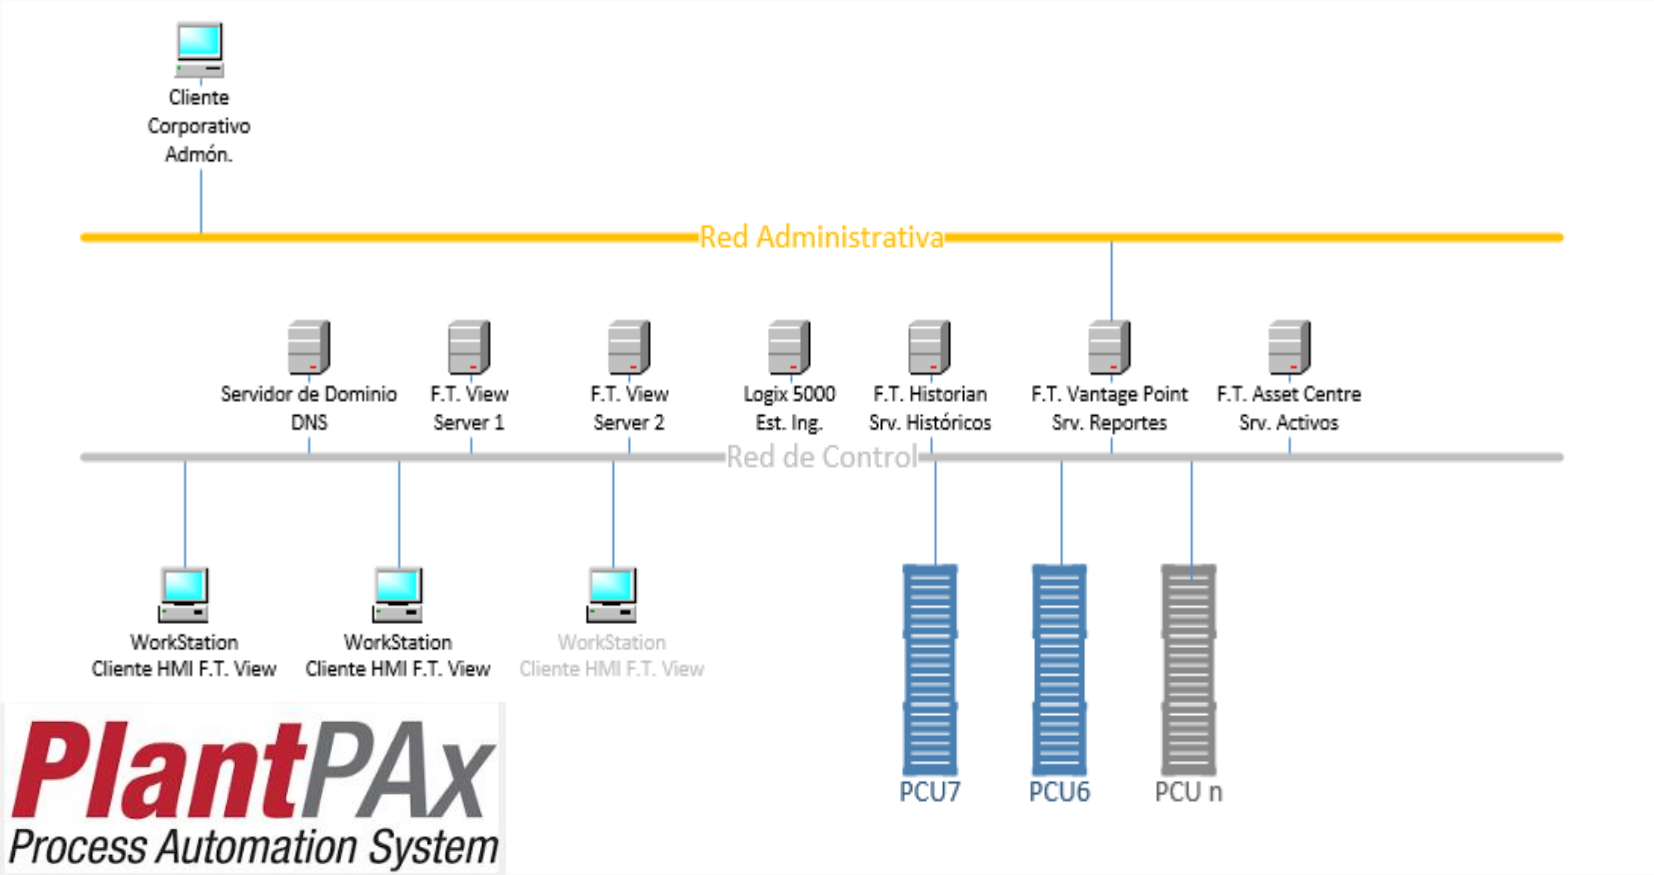 Cliente
Corporativo
Admón.
Red Administrativa
Servidor de Dominio
DNS
F.T. View
Server 1
F.T. View
Server 2
Logix 5000
Est. Ing.
F.T. Historian
Srv. Históricos
F.T. Vantage Point
Srv. Reportes
F.T. Asset Centre
Srv. Activos
Red de Control
WorkStation
Cliente HMI F.T. View
WorkStation
Cliente HMI F.T. View
WorkStation
Cliente HMI F.T. View
PCU7
PCU6
PCU n
PlantPAx
Process Automation System